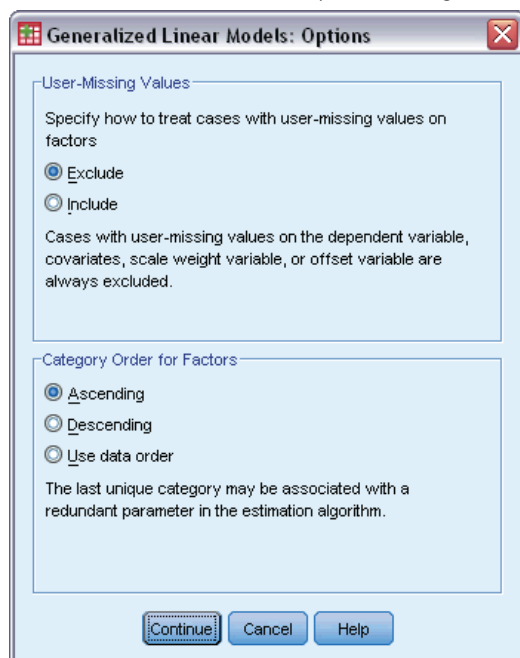 Generalized Linear Models: Options
User-Missing Values
Specify how to treat cases with user-missing values on
factors
Exclude
Include
Cases with user-missing values on the dependent variable,
covariates, scale weight variable, or offset variable are
always excluded.
Category Order for Factors
Ascending
Descending
Use data order
The last unique category may be associated with a
redundant parameter in the estimation algorithm.
Continue Cancel Help